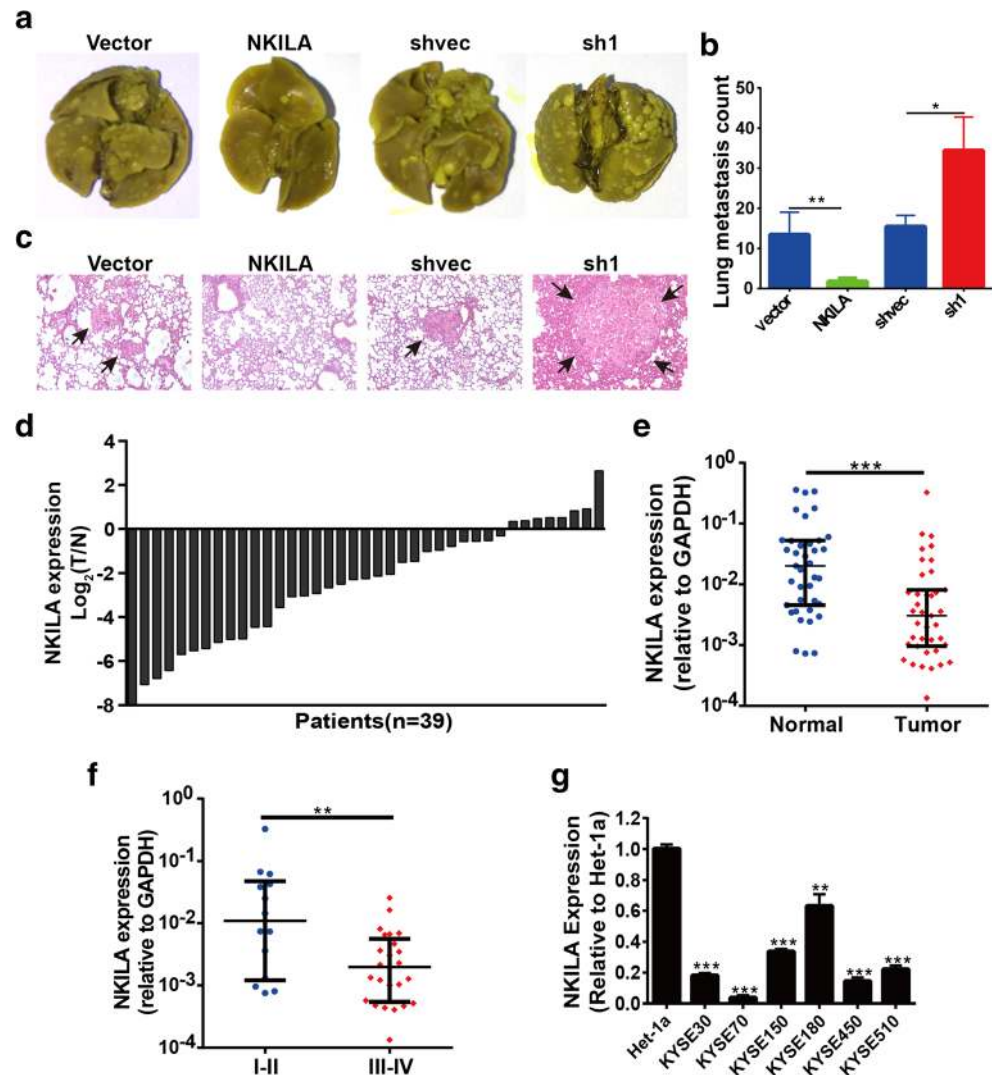 a
Vector NKILA shvec sh1
b
Lung metastasis count
50
40
30
20
10
0
** *
vector NKILA shvec sh1
c
Vector NKILA shvec sh1
d
NKILA expression
Log2(T/N)
4
2
0
-2
-4
-6
-8
Patients(n=39)
e
NKILA expression
(relative to GAPDH)
10^0
10^-1
10^-2
10^-3
10^-4
***
Normal Tumor
f
NKILA expression
(relative to GAPDH)
10^0
10^-1
10^-2
10^-3
10^-4
**
I-II III-IV
g
NKILA Expression
(Relative to Het-1a)
1.2
1.0
0.8
0.6
0.4
0.2
0.0
*** *** *** ** *** ***
Het-1a KYSE30 KYSE70 KYSE150 KYSE180 KYSE450 KYSE510